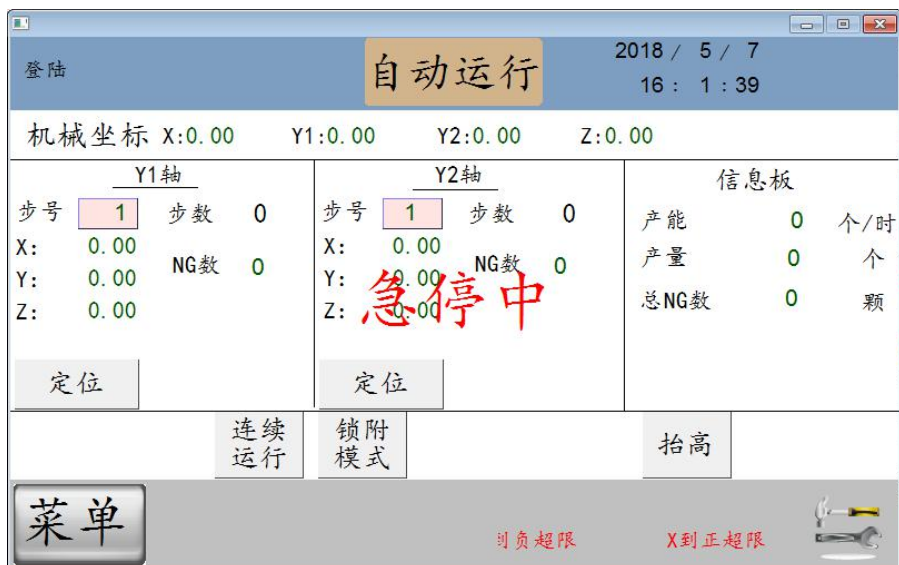 登陆
自动运行
2018 / 5 / 7
16 : 1 : 39
机械坐标 X:0.00 Y1:0.00 Y2:0.00 Z:0.00
Y1轴
步号 1 步数 0
X: 0.00
NG数 0
Y: 0.00
Z: 0.00
定位
Y2轴
步号 1 步数 0
X: 0.00
NG数 0
Y: 0.00
Z: 0.00
急停中
定位
信息板
产能 0 个/时
产量 0 个
总NG数 0 颗
连续
运行
锁附
模式
抬高
菜单
到负超限 X到正超限